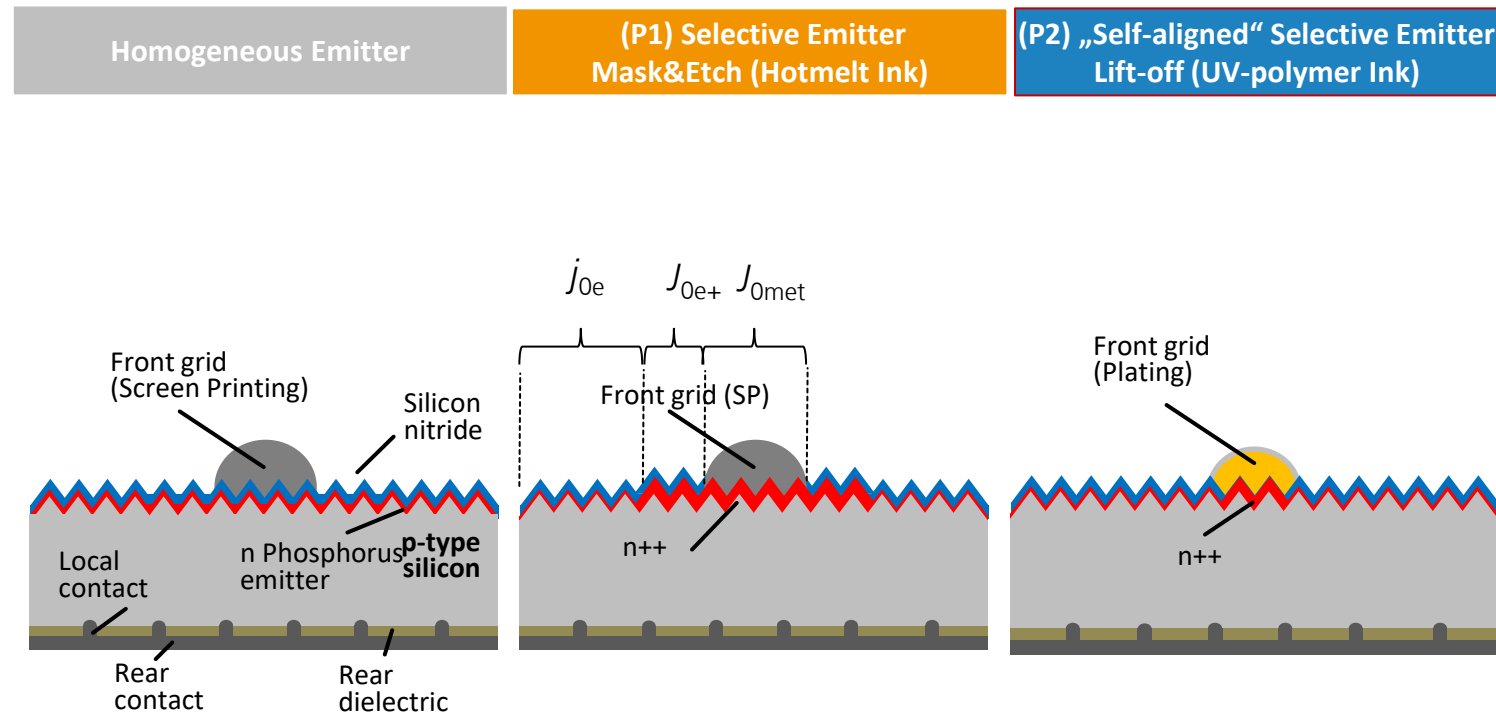 Homogeneous Emitter
(P1) Selective Emitter
Mask&Etch (Hotmelt Ink)
(P2) „Self-aligned“ Selective Emitter
Lift-off (UV-polymer Ink)
Front grid
(Screen Printing)
Silicon
nitride
n Phosphorus
emitter
p-type
silicon
Local
contact
Rear
contact
Rear
dielectric
j0e
J0e+
J0met
Front grid (SP)
n++
Front grid
(Plating)
n++